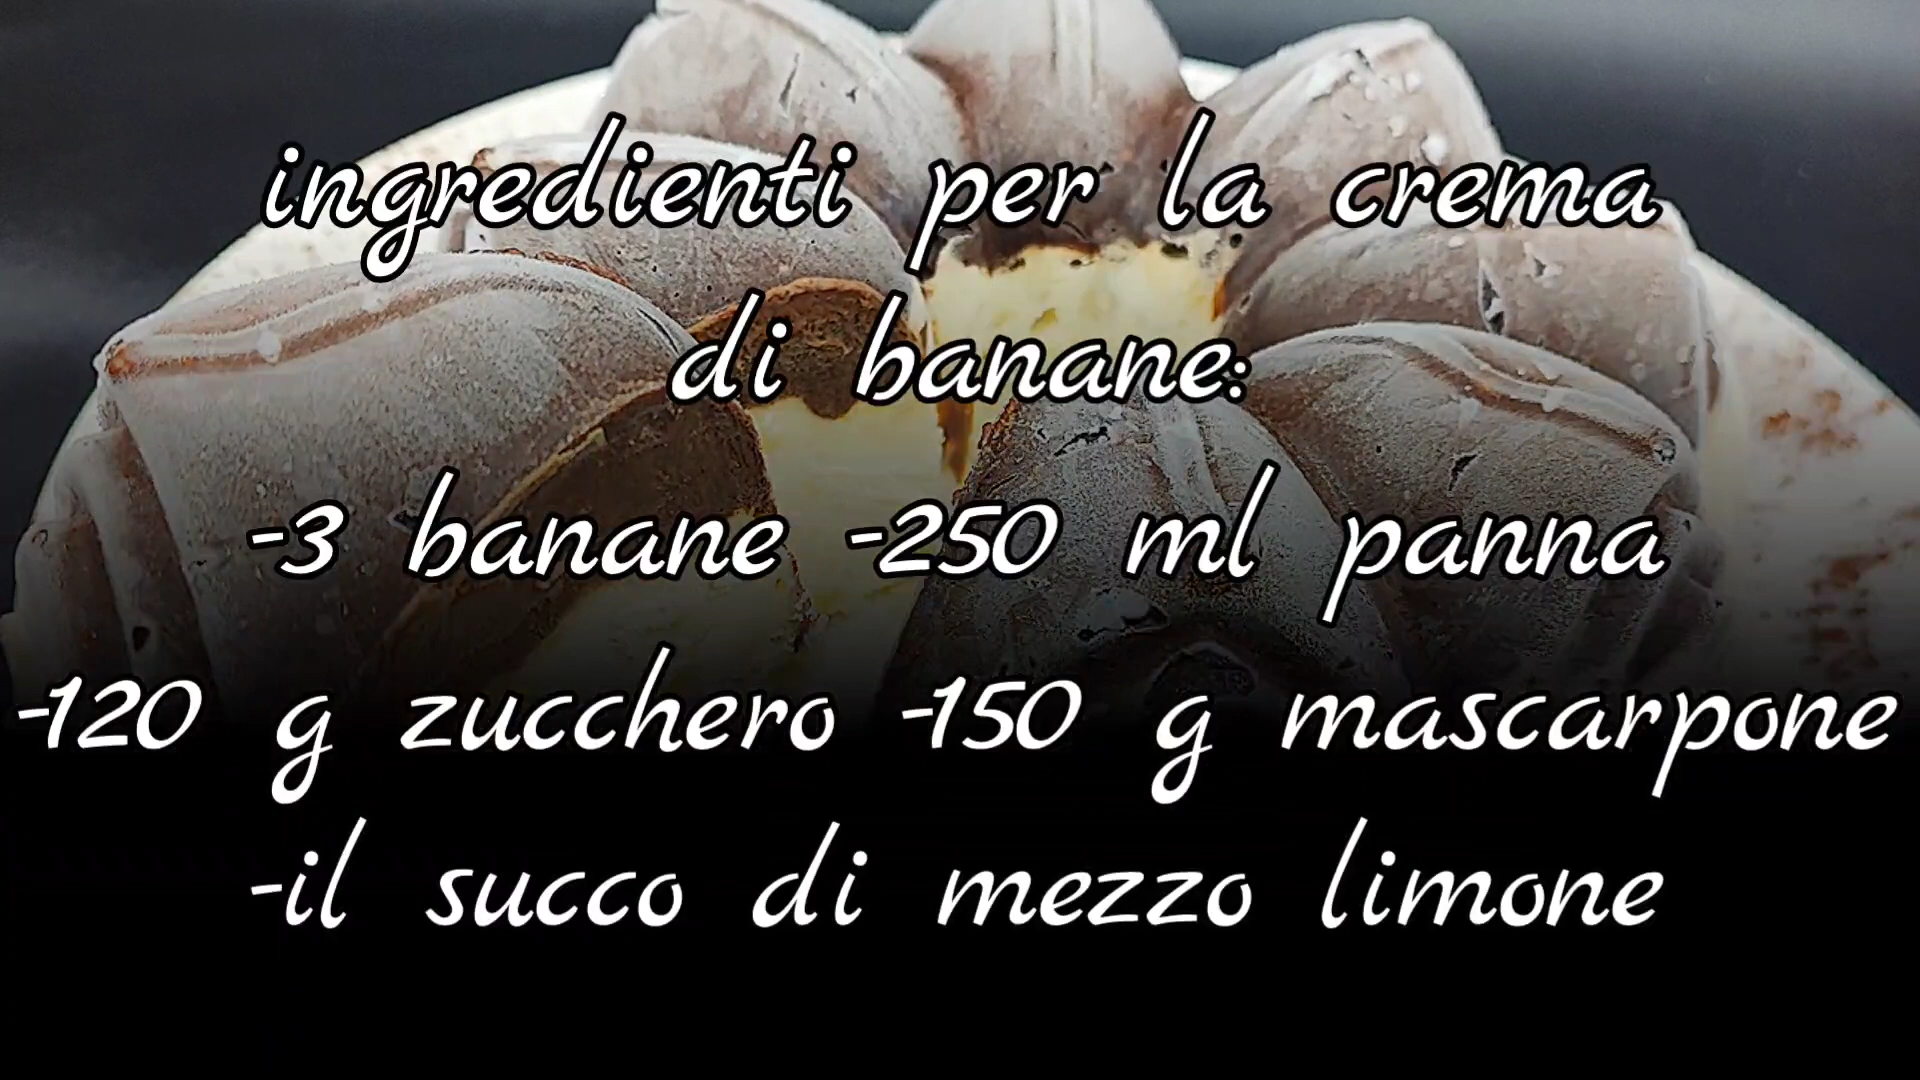 ingredienti per la crema
di banane:
-3 banane -250 ml panna
-120 g zucchero -150 g mascarpone
-il succo di mezzo limone